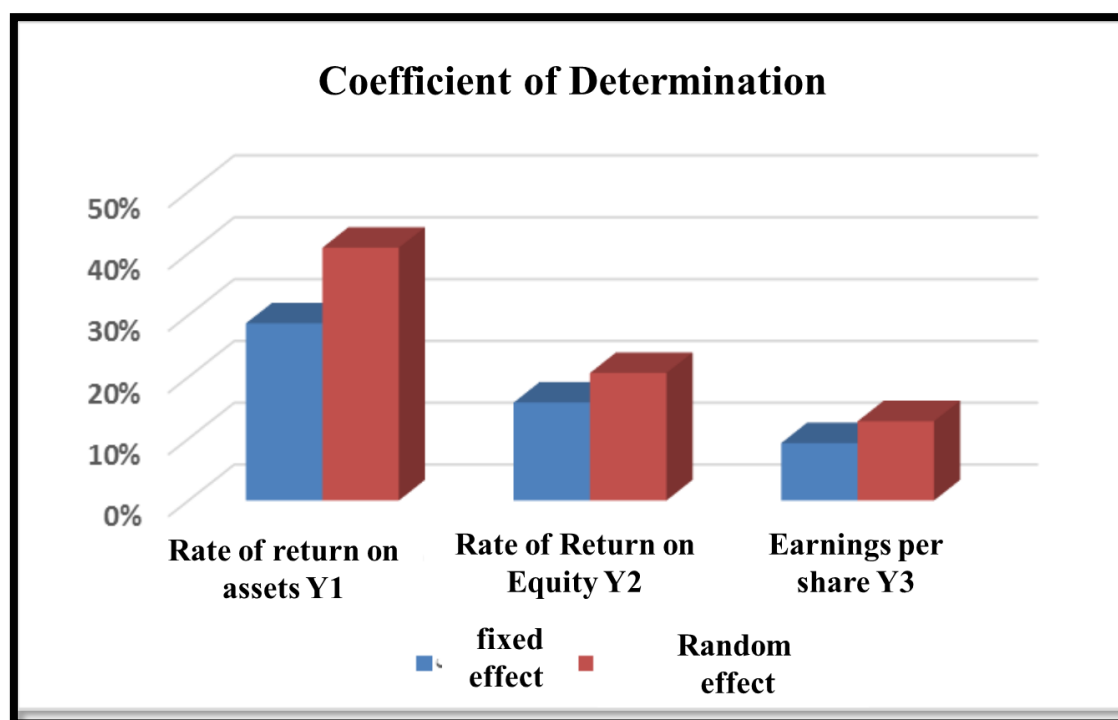 Coefficient of Determination
50%
40%
30%
20%
10%
0%
Rate of return on
assets Y1
Rate of Return on
Equity Y2
Earnings per
share Y3
fixed
effect
Random
effect